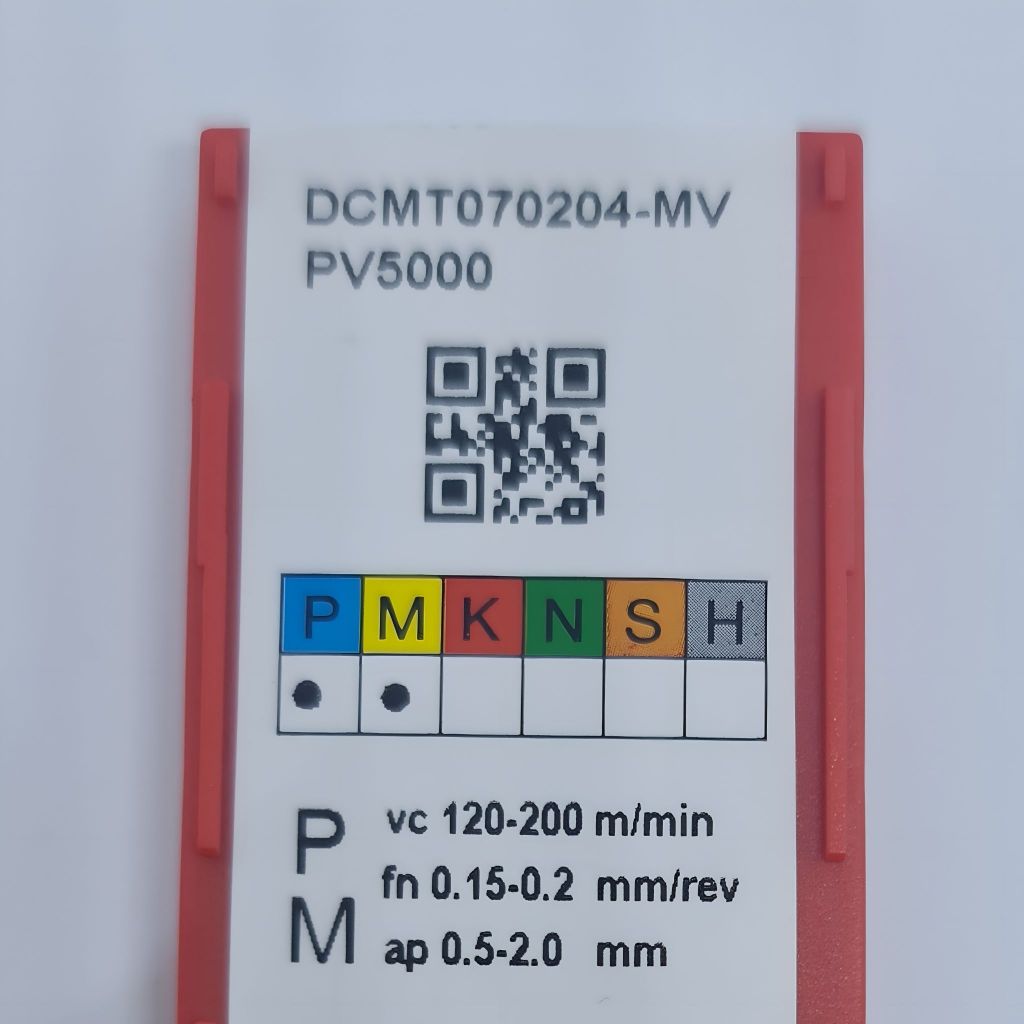 DCMT070204-MV
PV5000
P M K N S H
P vc 120-200 m/min
fn 0.15-0.2 mm/rev
M ap 0.5-2.0 mm